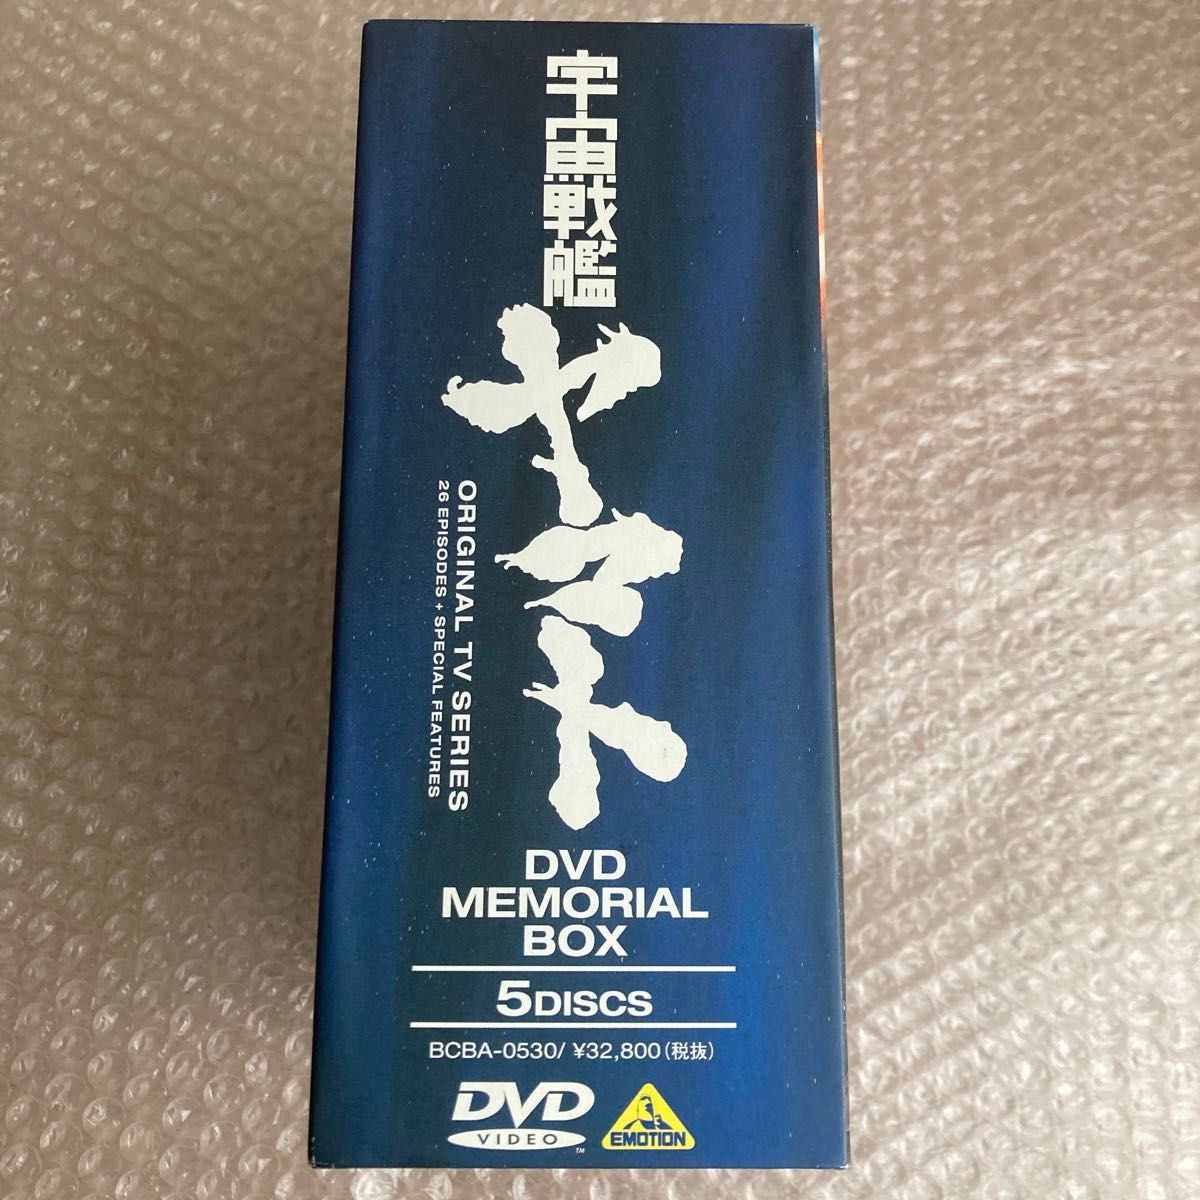 宇宙戦艦
ヤマト
ORIGINAL TV SERIES
26 EPISODES + SPECIAL FEATURES
DVD
MEMORIAL
BOX
5DISCS
BCBA-0530/ ¥32,800(税抜)
DVD
VIDEO
TM
EMOTION